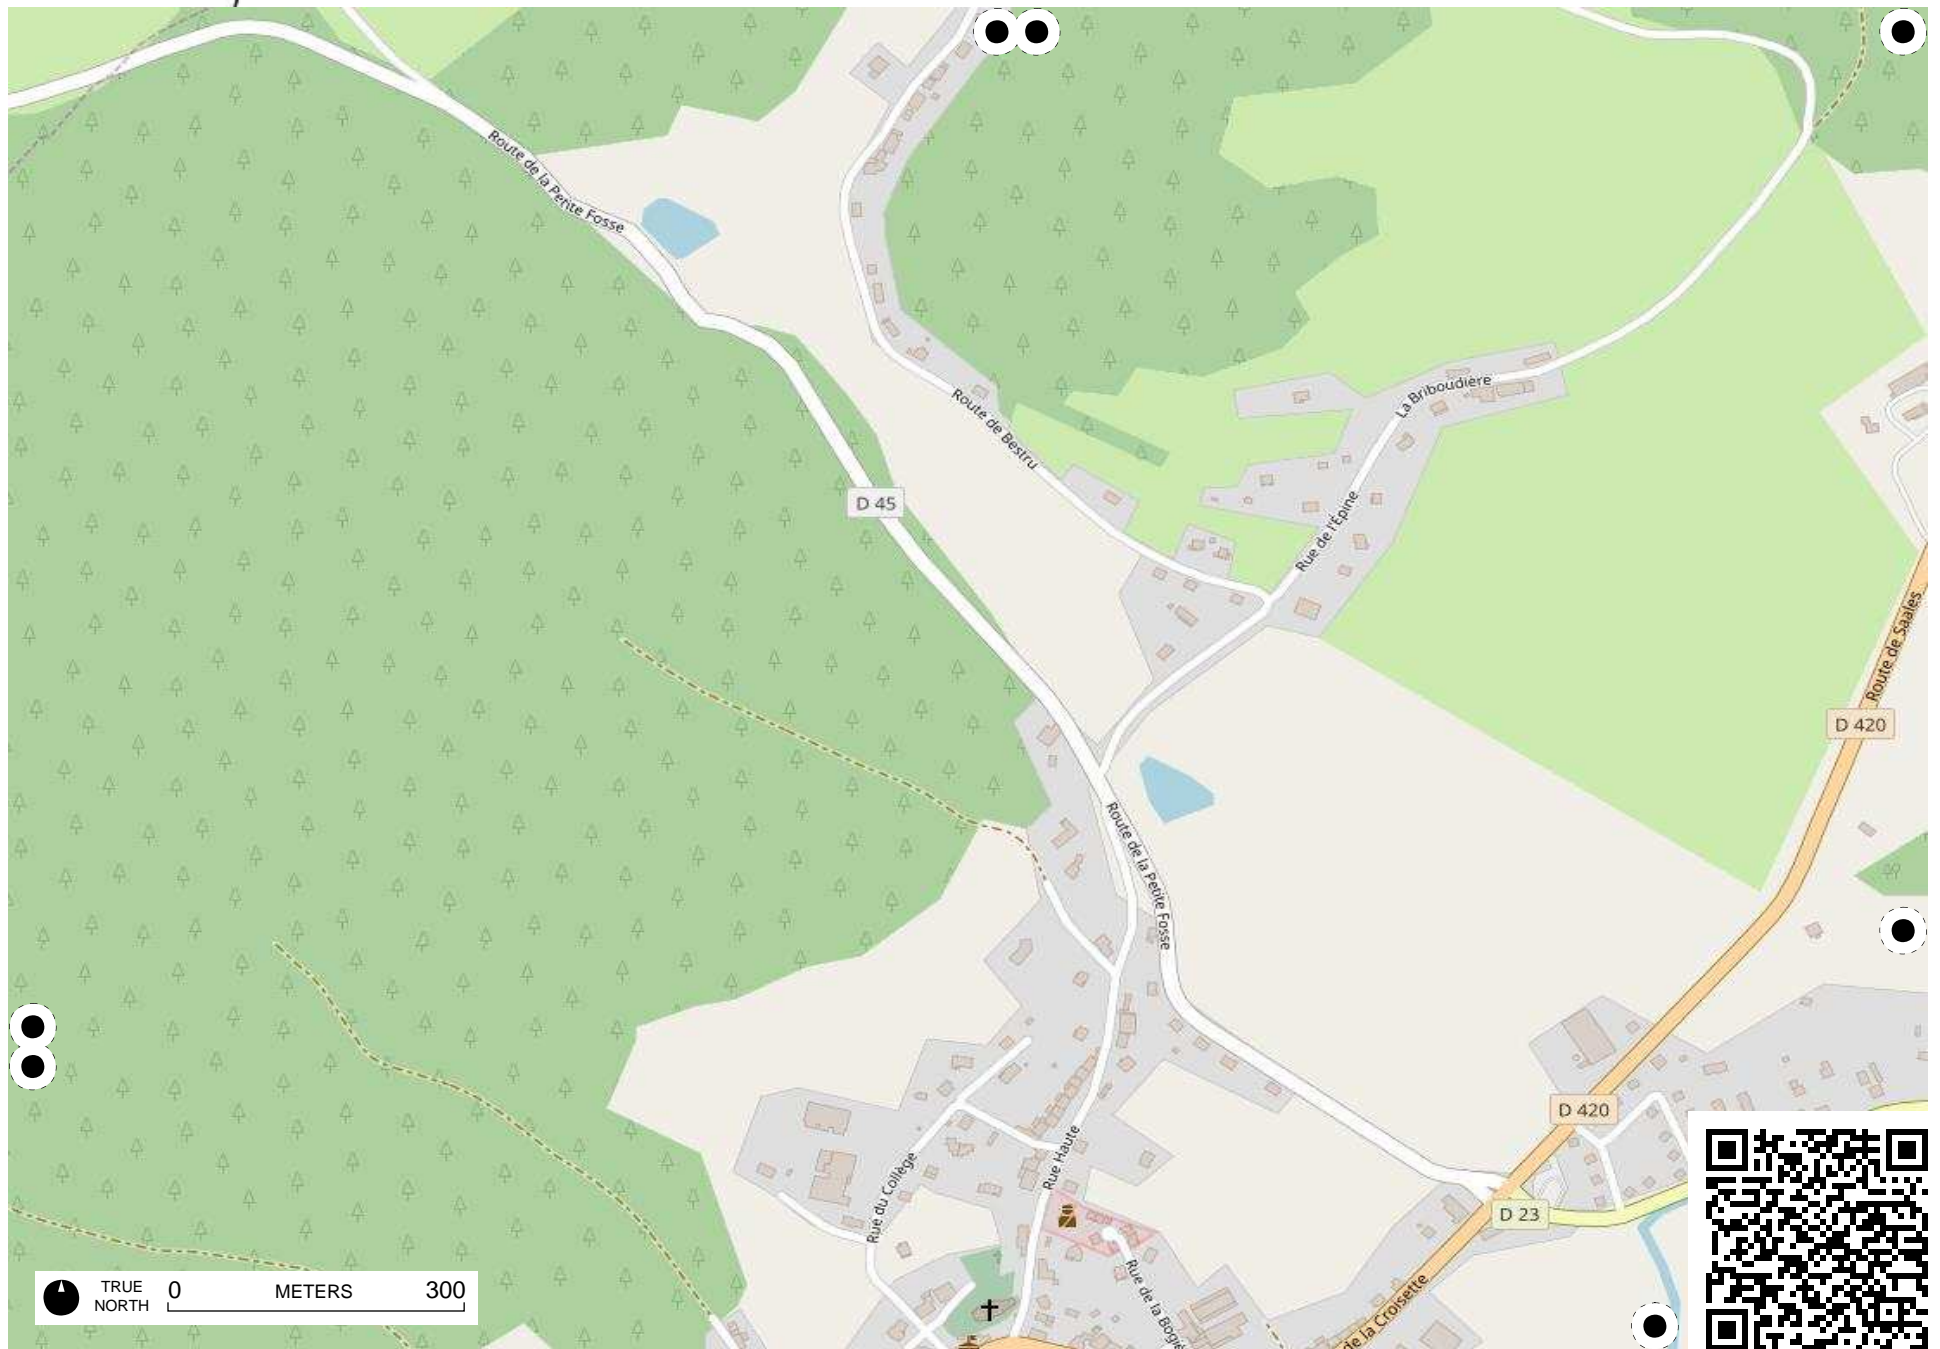 Route de la Petite Fosse
D 45
Route de Bestru
La Briboudière
Rue de l'Épine
Route de Saales
D 420
Route de la Petite Fosse
D 420
Rue Haute
Rue du Collège
D 23
TRUE NORTH
0 METERS 300
Rue de la Bogiè
de la Croisette